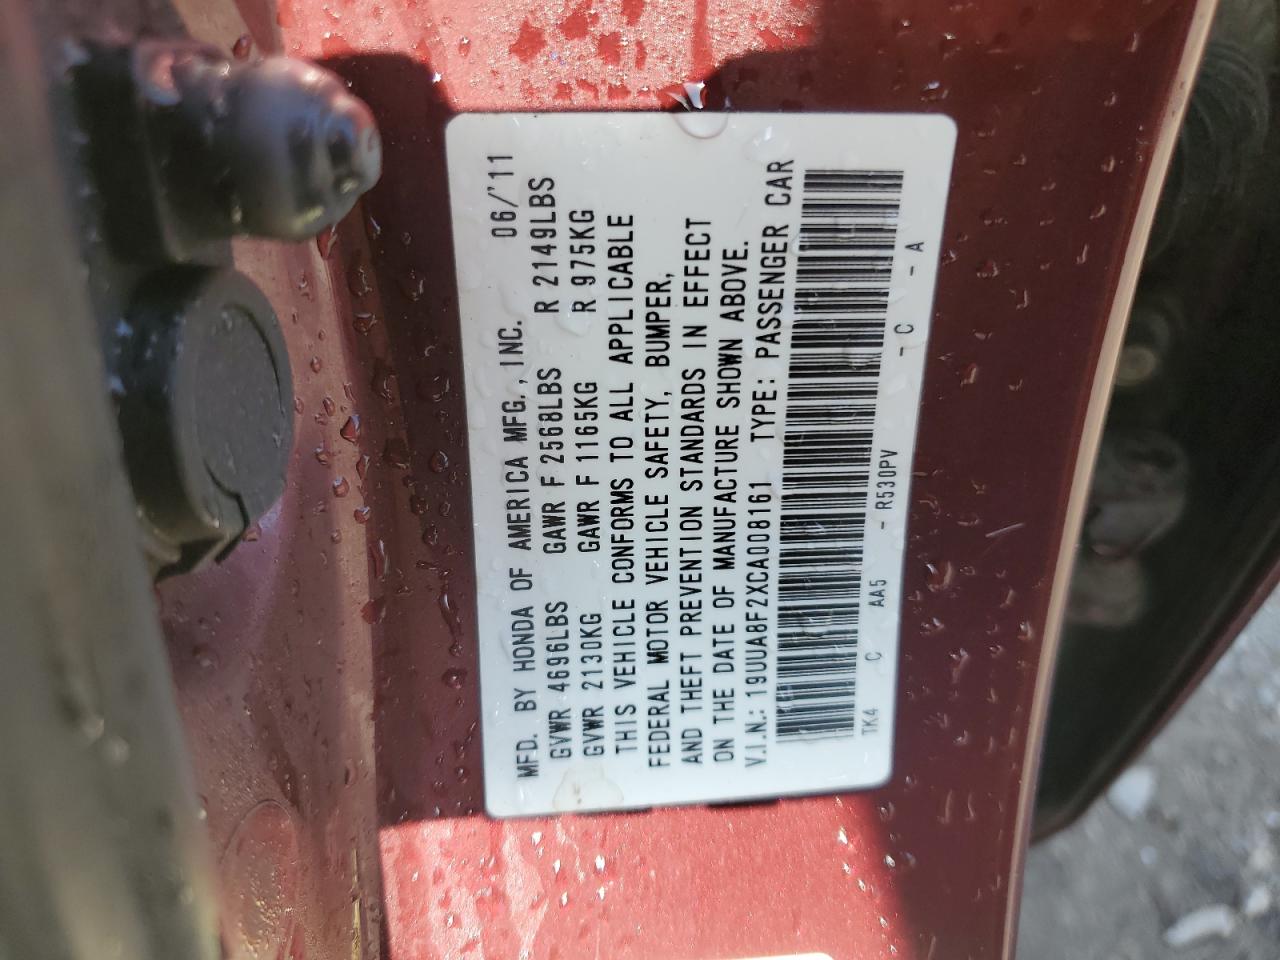 MFD. BY HONDA OF AMERICA MFG., INC. 06/'11
GVWR 4696LBS GAWR F 2568LBS R 2149LBS
GVWR 2130KG GAWR F 1165KG R 975KG
THIS VEHICLE CONFORMS TO ALL APPLICABLE
FEDERAL MOTOR VEHICLE SAFETY, BUMPER,
AND THEFT PREVENTION STANDARDS IN EFFECT
ON THE DATE OF MANUFACTURE SHOWN ABOVE.
V.I.N.: 19UUA8F2XCA008161 TYPE: PASSENGER CAR
TK4 C AA5 - R530PV - C - A